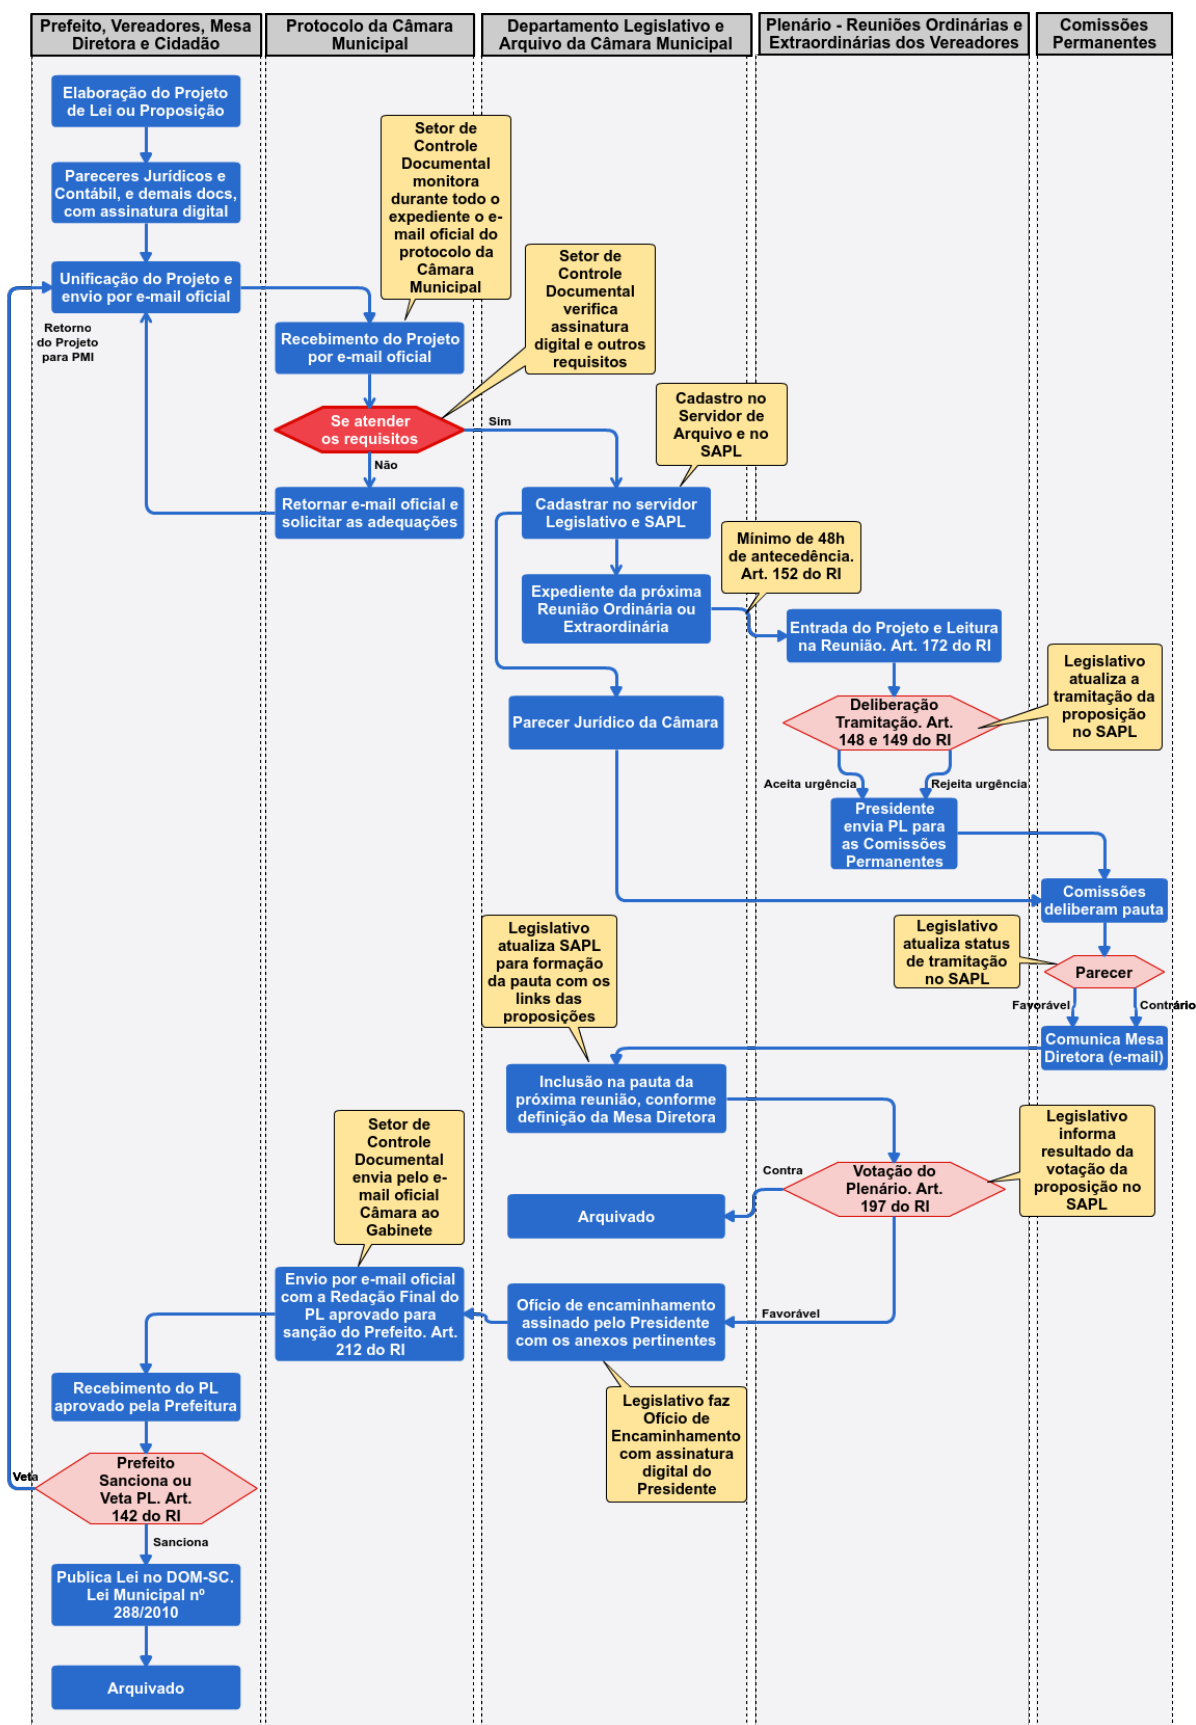 Prefeito, Vereadores, Mesa
Diretora e Cidadão
Protocolo da Câmara
Municipal
Departamento Legislativo e
Arquivo da Câmara Municipal
Plenário - Reuniões Ordinárias e
Extraordinárias dos Vereadores
Comissões
Permanentes
Elaboração do Projeto
de Lei ou Proposição
Pareceres Jurídicos e
Contábil, e demais docs,
com assinatura digital
Unificação do Projeto e
envio por e-mail oficial
Retorno
do Projeto
para PMI
Setor de
Controle
Documental
monitora
durante todo o
expediente o e-
mail oficial do
protocolo da
Câmara
Municipal
Recebimento do Projeto
por e-mail oficial
Setor de
Controle
Documental
verifica
assinatura
digital e outros
requisitos
Se atender
os requisitos
Sim
Não
Retornar e-mail oficial e
solicitar as adequações
Cadastro no
Servidor de
Arquivo e no
SAPL
Cadastrar no servidor
Legislativo e SAPL
Mínimo de 48h
de antecedência.
Art. 152 do RI
Expediente da próxima
Reunião Ordinária ou
Extraordinária
Entrada do Projeto e Leitura
na Reunião. Art. 172 do RI
Legislativo
atualiza a
tramitação da
proposição
no SAPL
Parecer Jurídico da Câmara
Deliberação
Tramitação. Art.
148 e 149 do RI
Aceita urgência
Rejeita urgência
Presidente
envia PL para
as Comissões
Permanentes
Comissões
deliberam pauta
Legislativo
atualiza status
de tramitação
no SAPL
Parecer
Favorável
Contrário
Comunica Mesa
Diretora (e-mail)
Legislativo
atualiza SAPL
para formação
da pauta com os
links das
proposições
Inclusão na pauta da
próxima reunião, conforme
definição da Mesa Diretora
Legislativo
informa
resultado da
votação da
proposição no
SAPL
Votação do
Plenário. Art.
197 do RI
Contra
Arquivado
Favorável
Ofício de encaminhamento
assinado pelo Presidente
com os anexos pertinentes
Legislativo faz
Ofício de
Encaminhamento
com assinatura
digital do
Presidente
Setor de
Controle
Documental
envia pelo e-
mail oficial
Câmara ao
Gabinete
Envio por e-mail oficial
com a Redação Final do
PL aprovado para
sanção do Prefeito. Art.
212 do RI
Recebimento do PL
aprovado pela Prefeitura
Prefeito
Sanciona ou
Veta PL. Art.
142 do RI
Veta
Sanciona
Publica Lei no DOM-SC.
Lei Municipal nº
288/2010
Arquivado